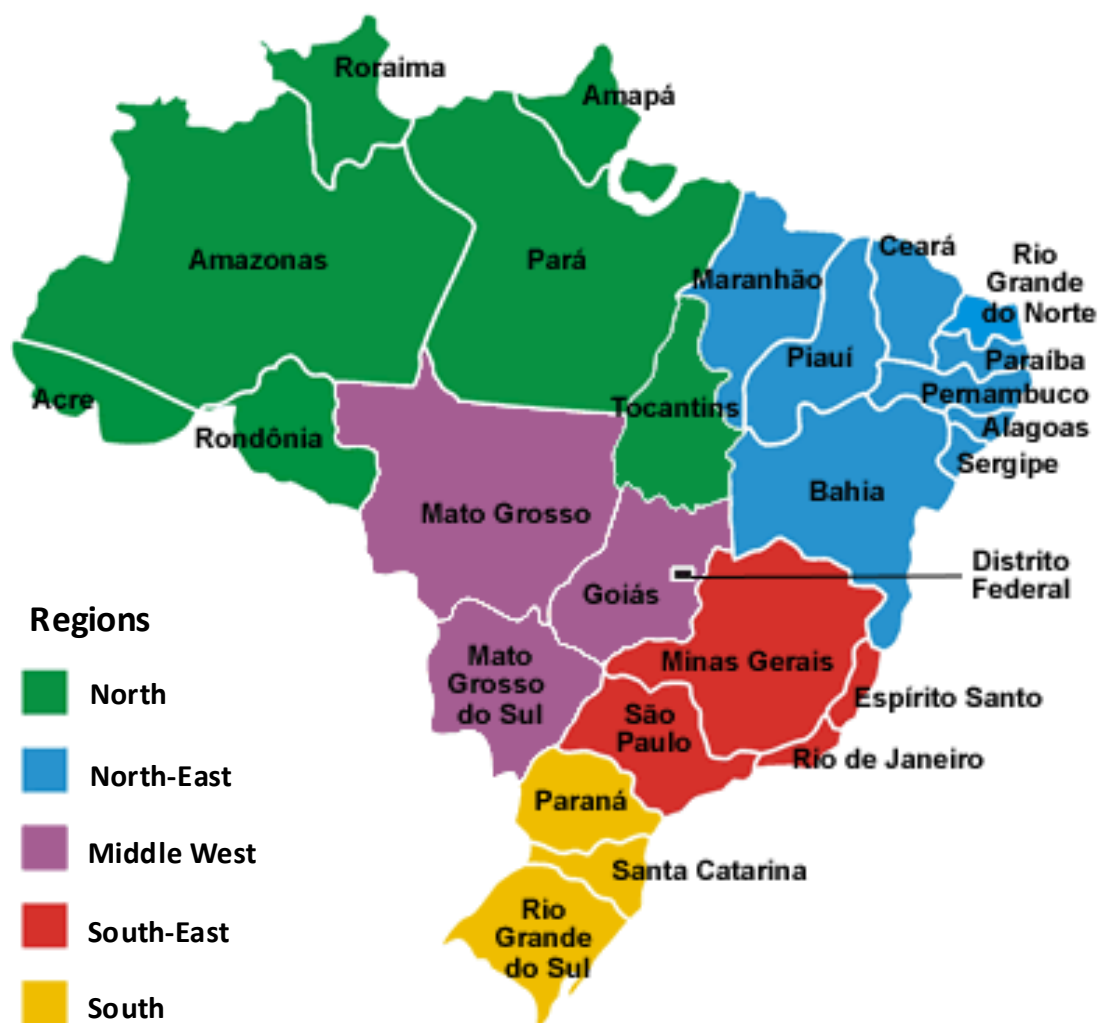 Roraima
Amapá
Amazonas
Pará
Maranhão
Ceará
Rio
Grande
do Norte
Piauí
Paraíba
Pernambuco
Acre
Tocantins
Alagoas
Rondônia
Sergipe
Bahia
Mato Grosso
Distrito
Federal
Goiás
Mato
Grosso
do Sul
Minas Gerais
Espírito Santo
São
Paulo
Rio de Janeiro
Paraná
Santa Catarina
Rio
Grande
do Sul
Regions
North
North-East
Middle West
South-East
South